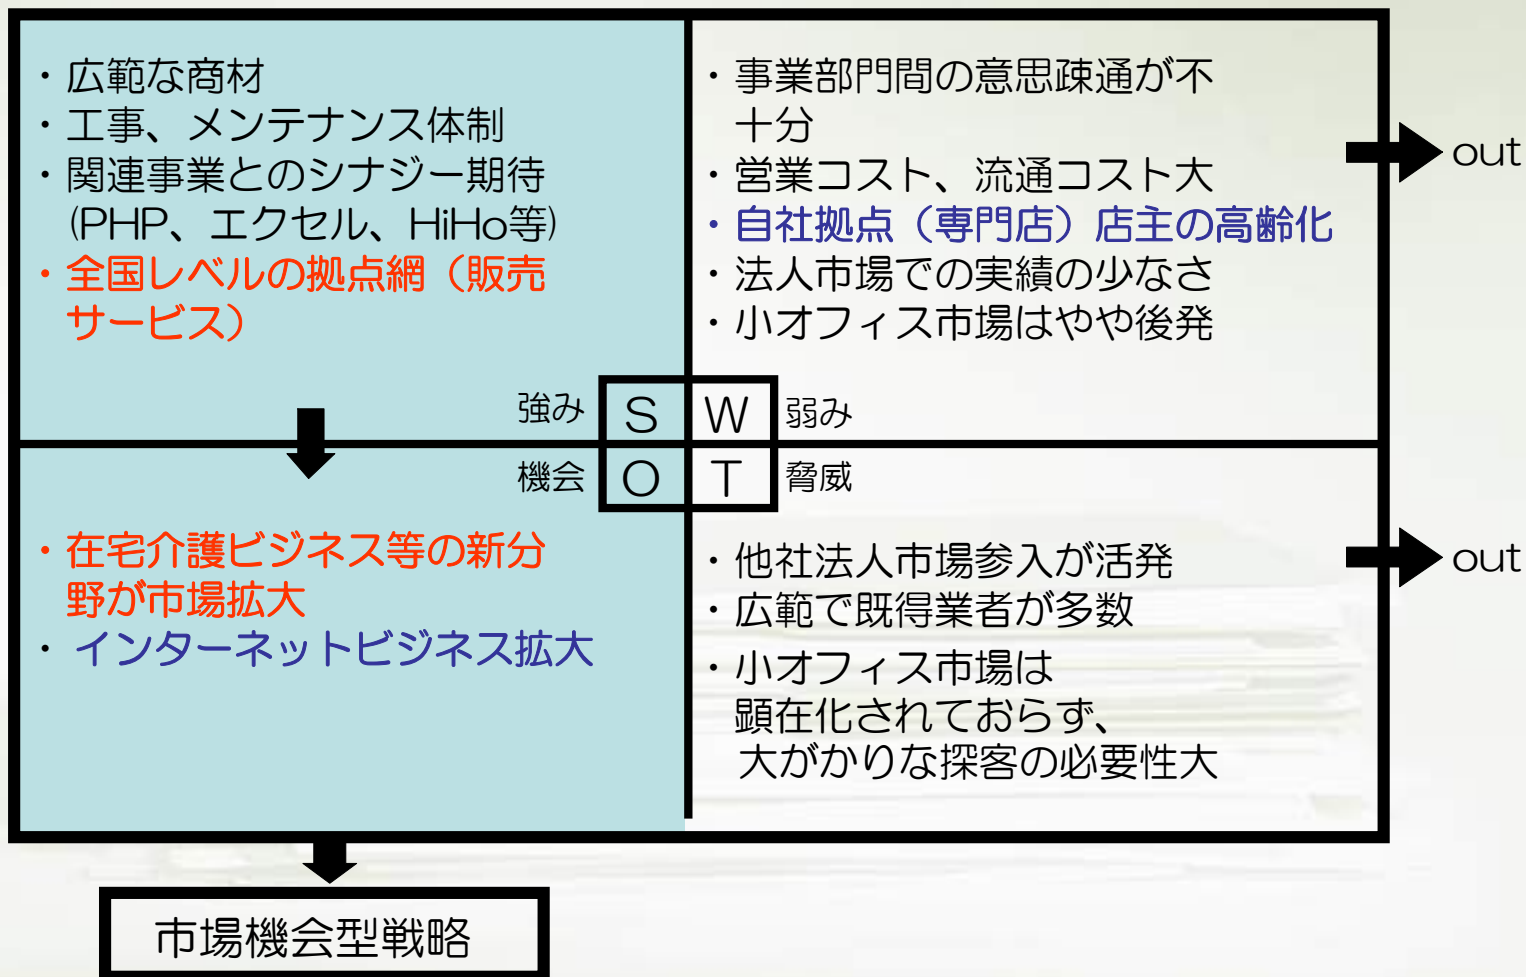 ・広範な商材
・工事、メンテナンス体制
・関連事業とのシナジー期待
(PHP、エクセル、HiHo等)
・全国レベルの拠点網（販売
サービス）
・事業部門間の意思疎通が不
十分
・営業コスト、流通コスト大
・自社拠点（専門店）店主の高齢化
・法人市場での実績の少なさ
・小オフィス市場はやや後発
out
強み
S
W
弱み
機会
O
T
脅威
・在宅介護ビジネス等の新分
野が市場拡大
・インターネットビジネス拡大
・他社法人市場参入が活発
・広範で既得業者が多数
・小オフィス市場は
顕在化されておらず、
大がかりな探客の必要性大
out
市場機会型戦略